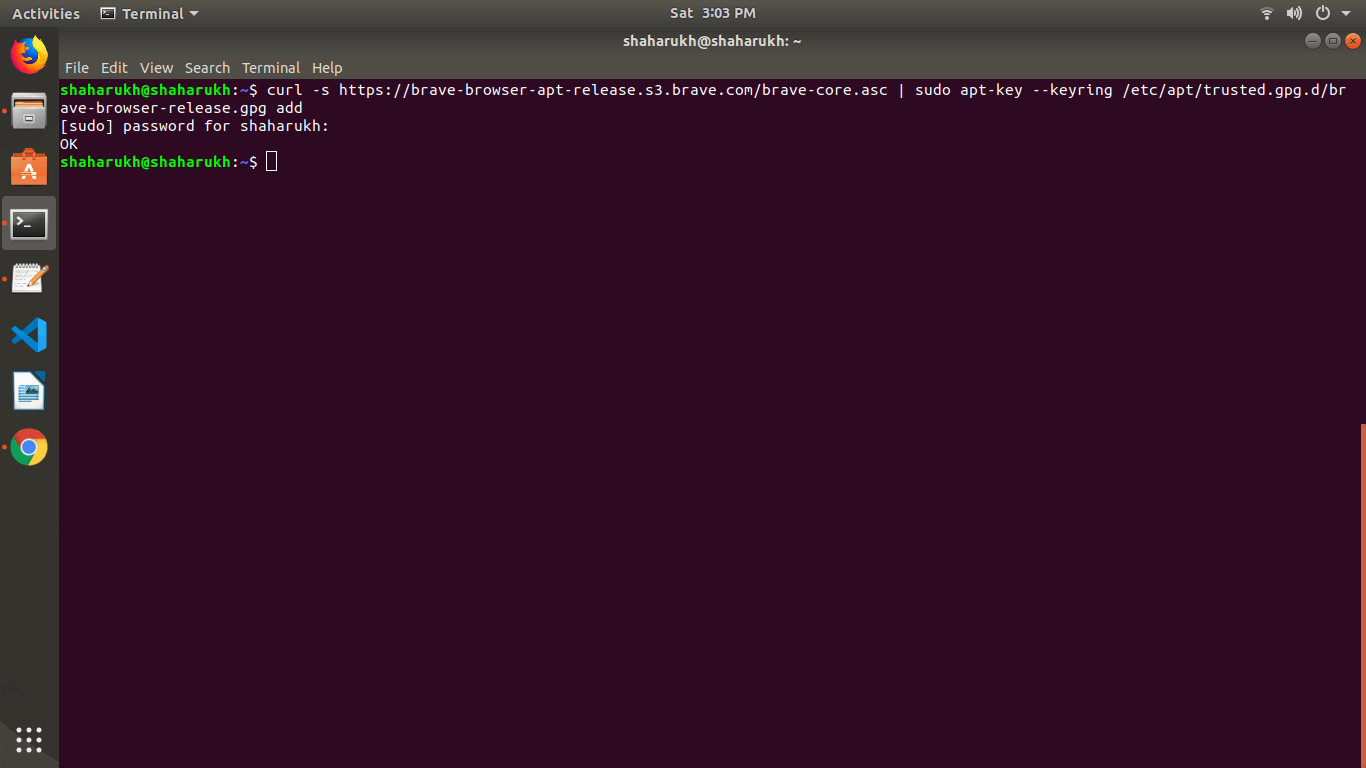 Activities Terminal Sat 3:03 PM
shaharukh@shaharukh: ~
File Edit View Search Terminal Help
shaharukh@shaharukh:~$ curl -s https://brave-browser-apt-release.s3.brave.com/brave-core.asc | sudo apt-key --keyring /etc/apt/trusted.gpg.d/br
ave-browser-release.gpg add
[sudo] password for shaharukh:
OK
shaharukh@shaharukh:~$